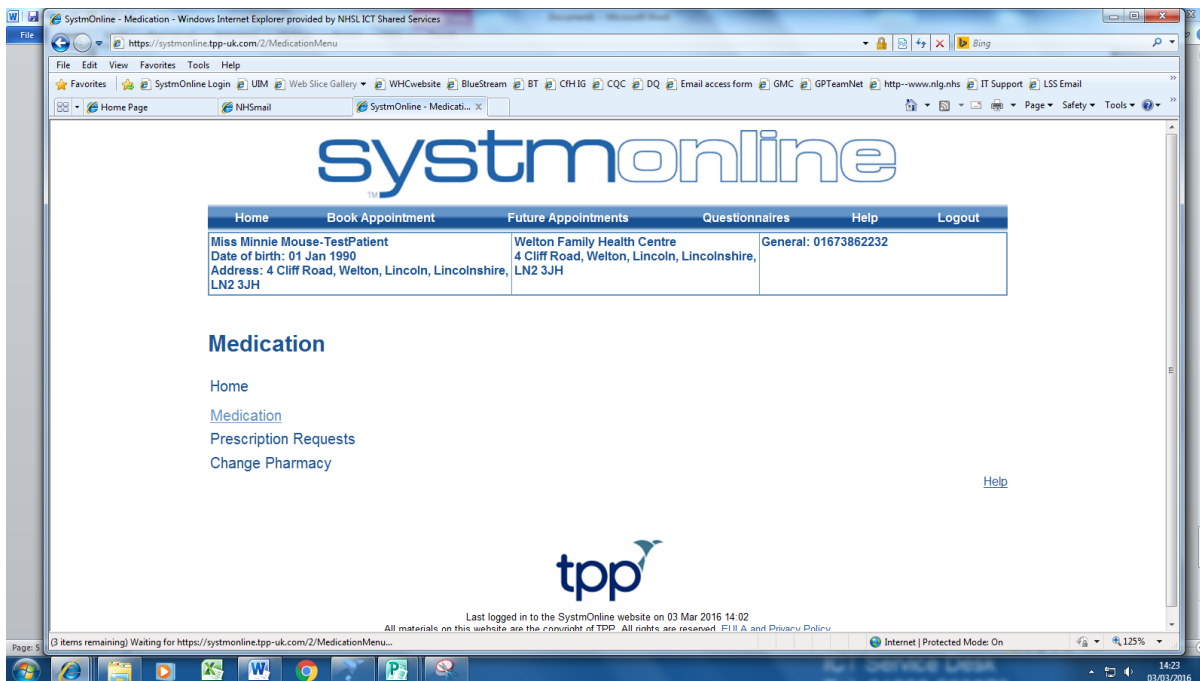 SystmOnline - Medication - Windows Internet Explorer provided by NHSL ICT Shared Services
File
https://systmonline.tpp-uk.com/2/MedicationMenu
Bing
File Edit View Favorites Tools Help
Favorites SystmOnline Login UIM Web Slice Gallery WHCwebsite BlueStream BT CfH IG CQC DQ Email access form GMC GPTeamNet http--www.nlg.nhs IT Support LSS Email
Home Page NHSmail SystmOnline - Medicati... Page Safety Tools
systmonline
TM
Home Book Appointment Future Appointments Questionnaires Help Logout
Miss Minnie Mouse-TestPatient Welton Family Health Centre General: 01673862232
Date of birth: 01 Jan 1990 4 Cliff Road, Welton, Lincoln, Lincolnshire,
Address: 4 Cliff Road, Welton, Lincoln, Lincolnshire, LN2 3JH
LN2 3JH
Medication
Home
Medication
Prescription Requests
Change Pharmacy
Help
tpp
Last logged in to the SystmOnline website on 03 Mar 2016 14:02
All materials on this website are the copyright of TPP. All rights are reserved. EULA and Privacy Policy
(3 items remaining) Waiting for https://systmonline.tpp-uk.com/2/MedicationMenu... Internet | Protected Mode: On 125%
Page: 5
ICT Service Desk
14:23
03/03/2016